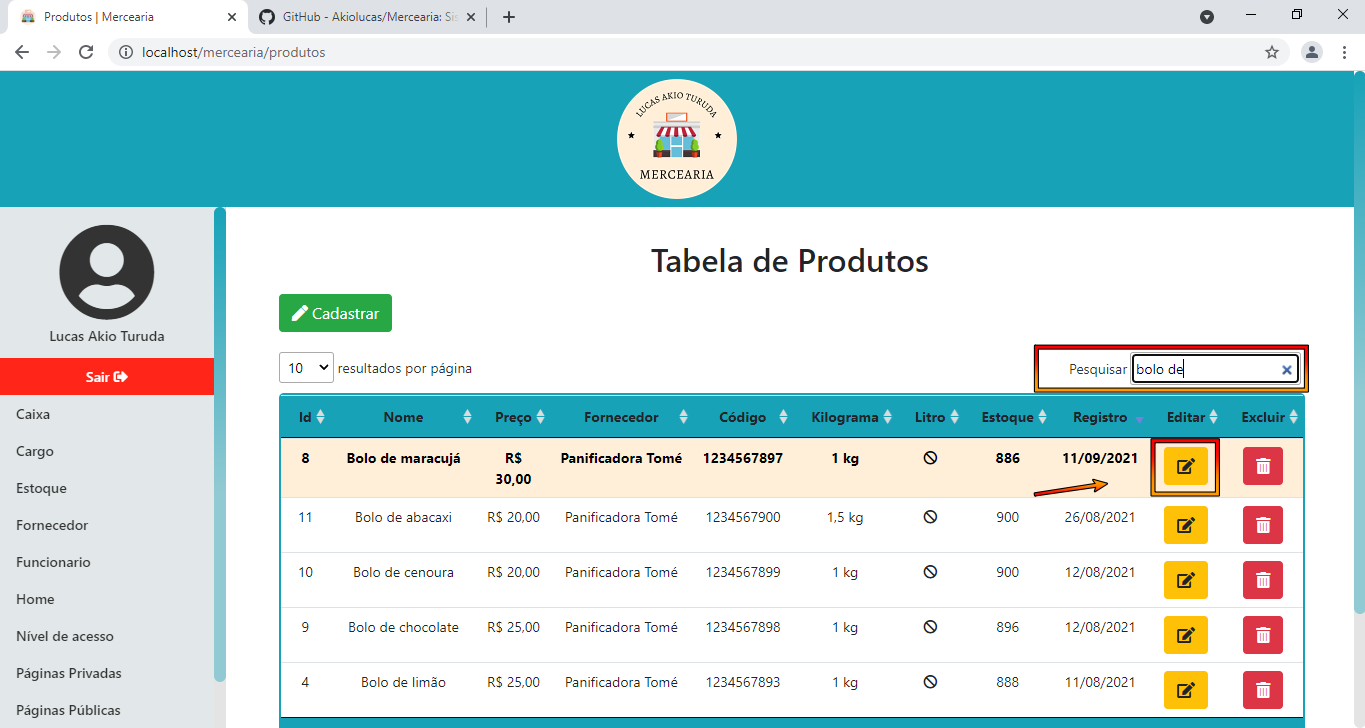 Produtos | Mercearia
GitHub - Akiolucas/Mercearia: Sis
localhost/mercearia/produtos
LUCAS AKIO TURUDA
MERCEARIA
Lucas Akio Turuda
Sair
Caixa
Cargo
Estoque
Fornecedor
Funcionario
Home
Nível de acesso
Páginas Privadas
Páginas Públicas
Tabela de Produtos
Cadastrar
10 resultados por página
Pesquisar bolo de
Id Nome Preço Fornecedor Código Kilograma Litro Estoque Registro Editar Excluir
8 Bolo de maracujá R$ 30,00 Panificadora Tomé 1234567897 1 kg 886 11/09/2021
11 Bolo de abacaxi R$ 20,00 Panificadora Tomé 1234567900 1,5 kg 900 26/08/2021
10 Bolo de cenoura R$ 20,00 Panificadora Tomé 1234567899 1 kg 900 12/08/2021
9 Bolo de chocolate R$ 25,00 Panificadora Tomé 1234567898 1 kg 896 12/08/2021
4 Bolo de limão R$ 25,00 Panificadora Tomé 1234567893 1 kg 888 11/08/2021